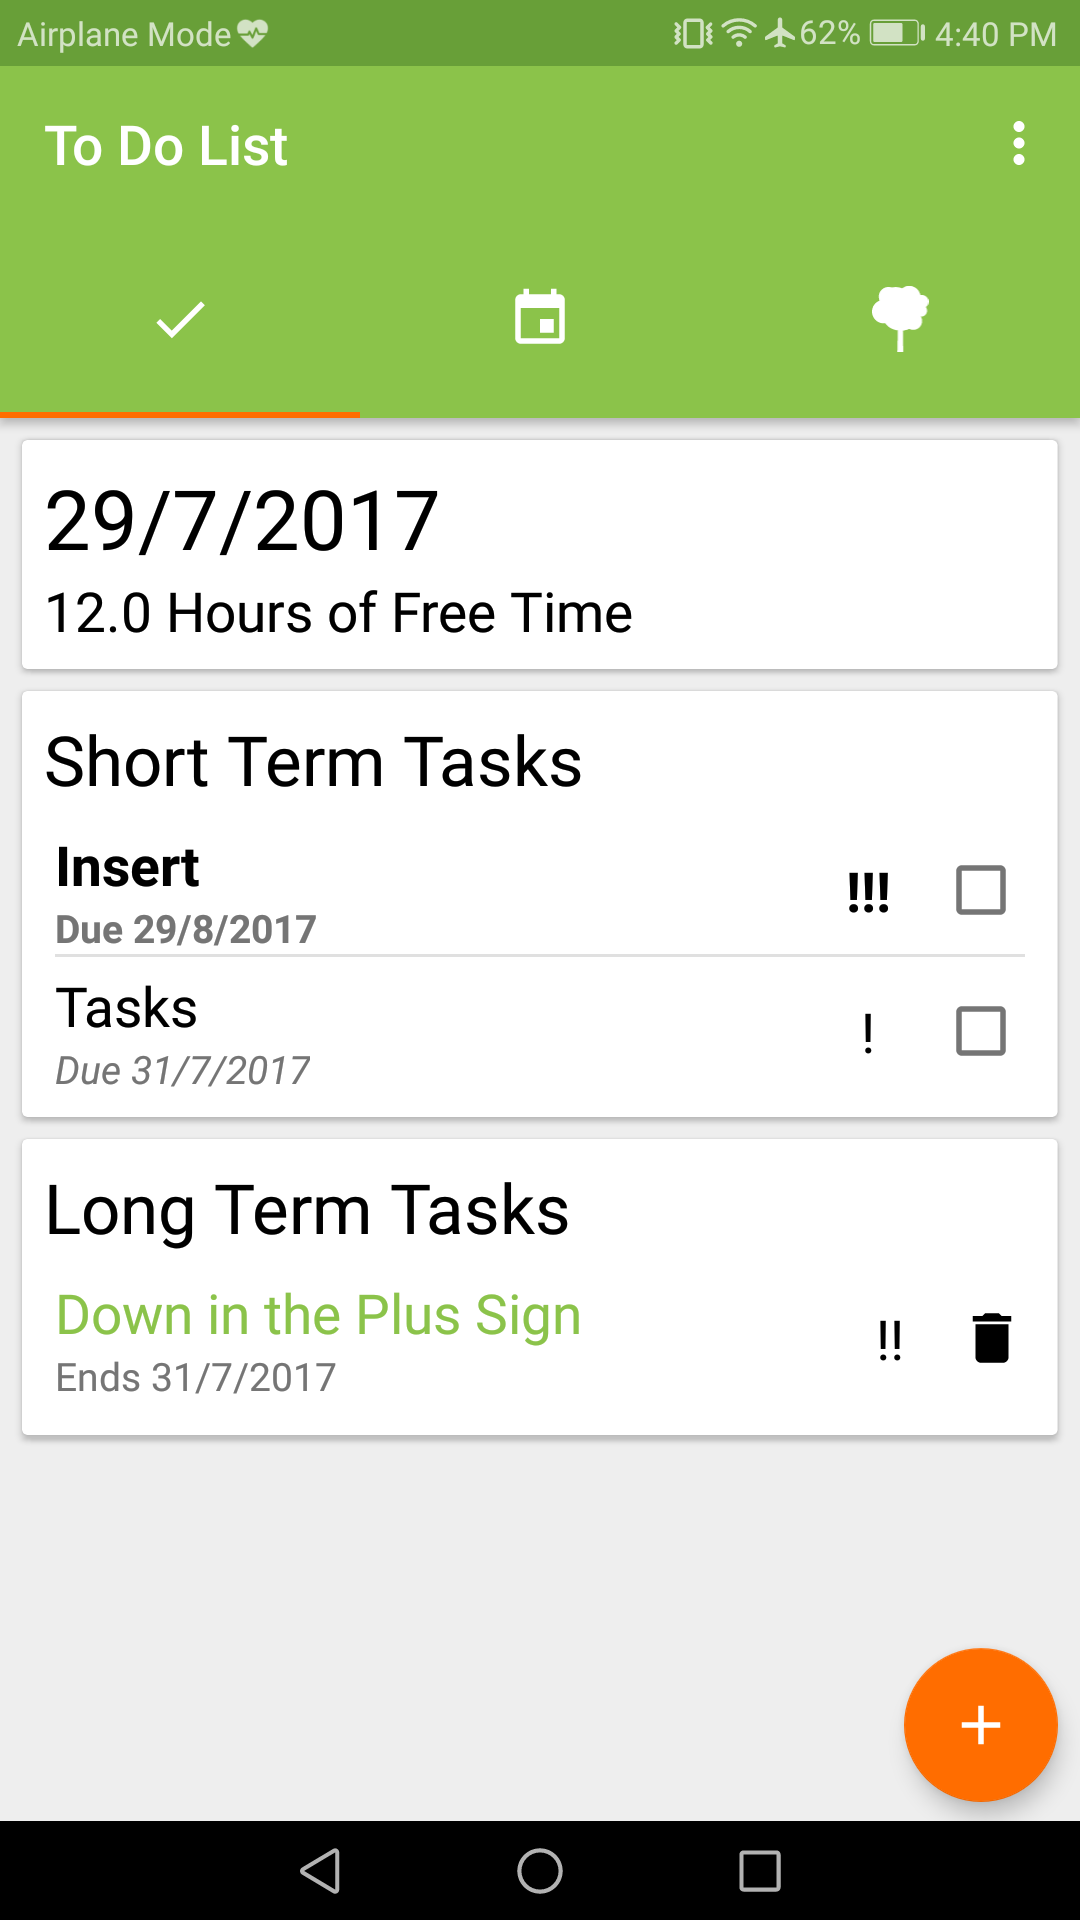 Airplane Mode 62% 4:40 PM
To Do List
29/7/2017
12.0 Hours of Free Time
Short Term Tasks
Insert !!!
Due 29/8/2017
Tasks !
Due 31/7/2017
Long Term Tasks
Down in the Plus Sign !!
Ends 31/7/2017